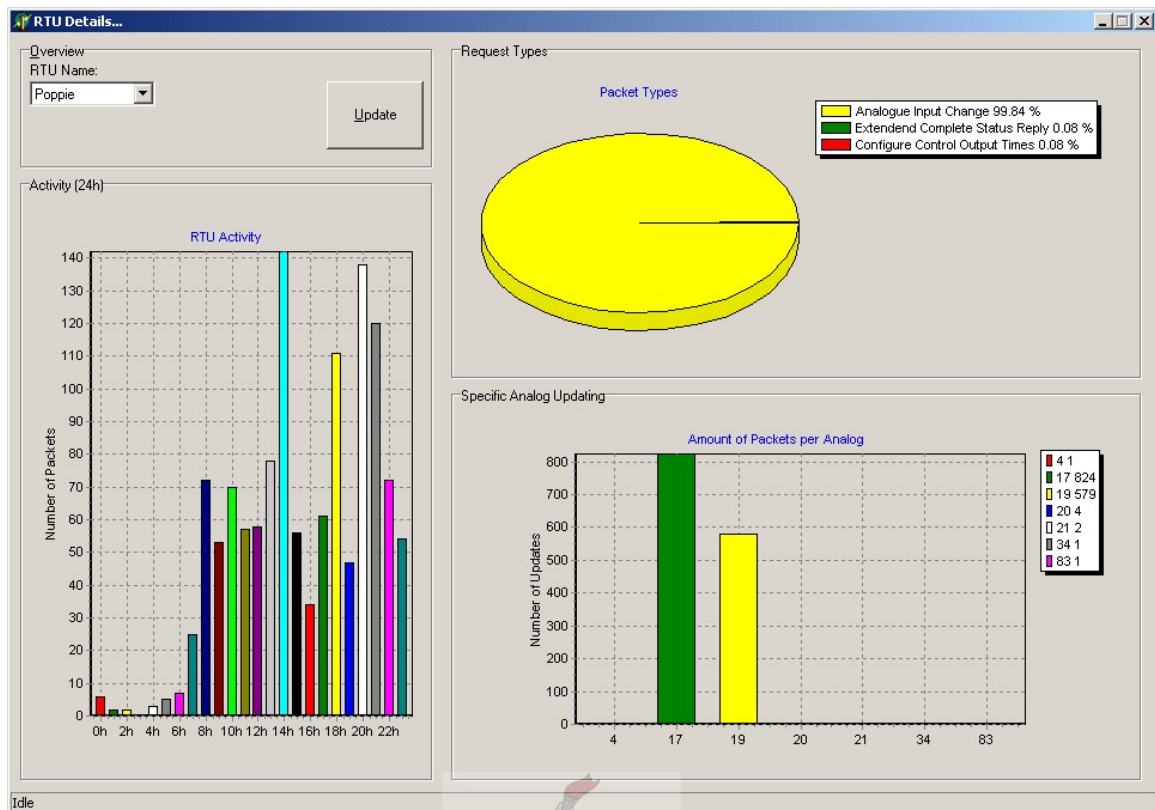 RTU Details...
Overview
RTU Name:
Poppie
Update
Activity (24h)
RTU Activity
Number of Packets
140
130
120
110
100
90
80
70
60
50
40
30
20
10
0
0h 2h 4h 6h 8h 10h 12h 14h 16h 18h 20h 22h
Request Types
Packet Types
Analogue Input Change 99.84 %
Extendend Complete Status Reply 0.08 %
Configure Control Output Times 0.08 %
Specific Analog Updating
Amount of Packets per Analog
Number of Updates
800
700
600
500
400
300
200
100
0
4 17 19 20 21 34 83
4 1
17 824
19 579
20 4
21 2
34 1
83 1
Idle